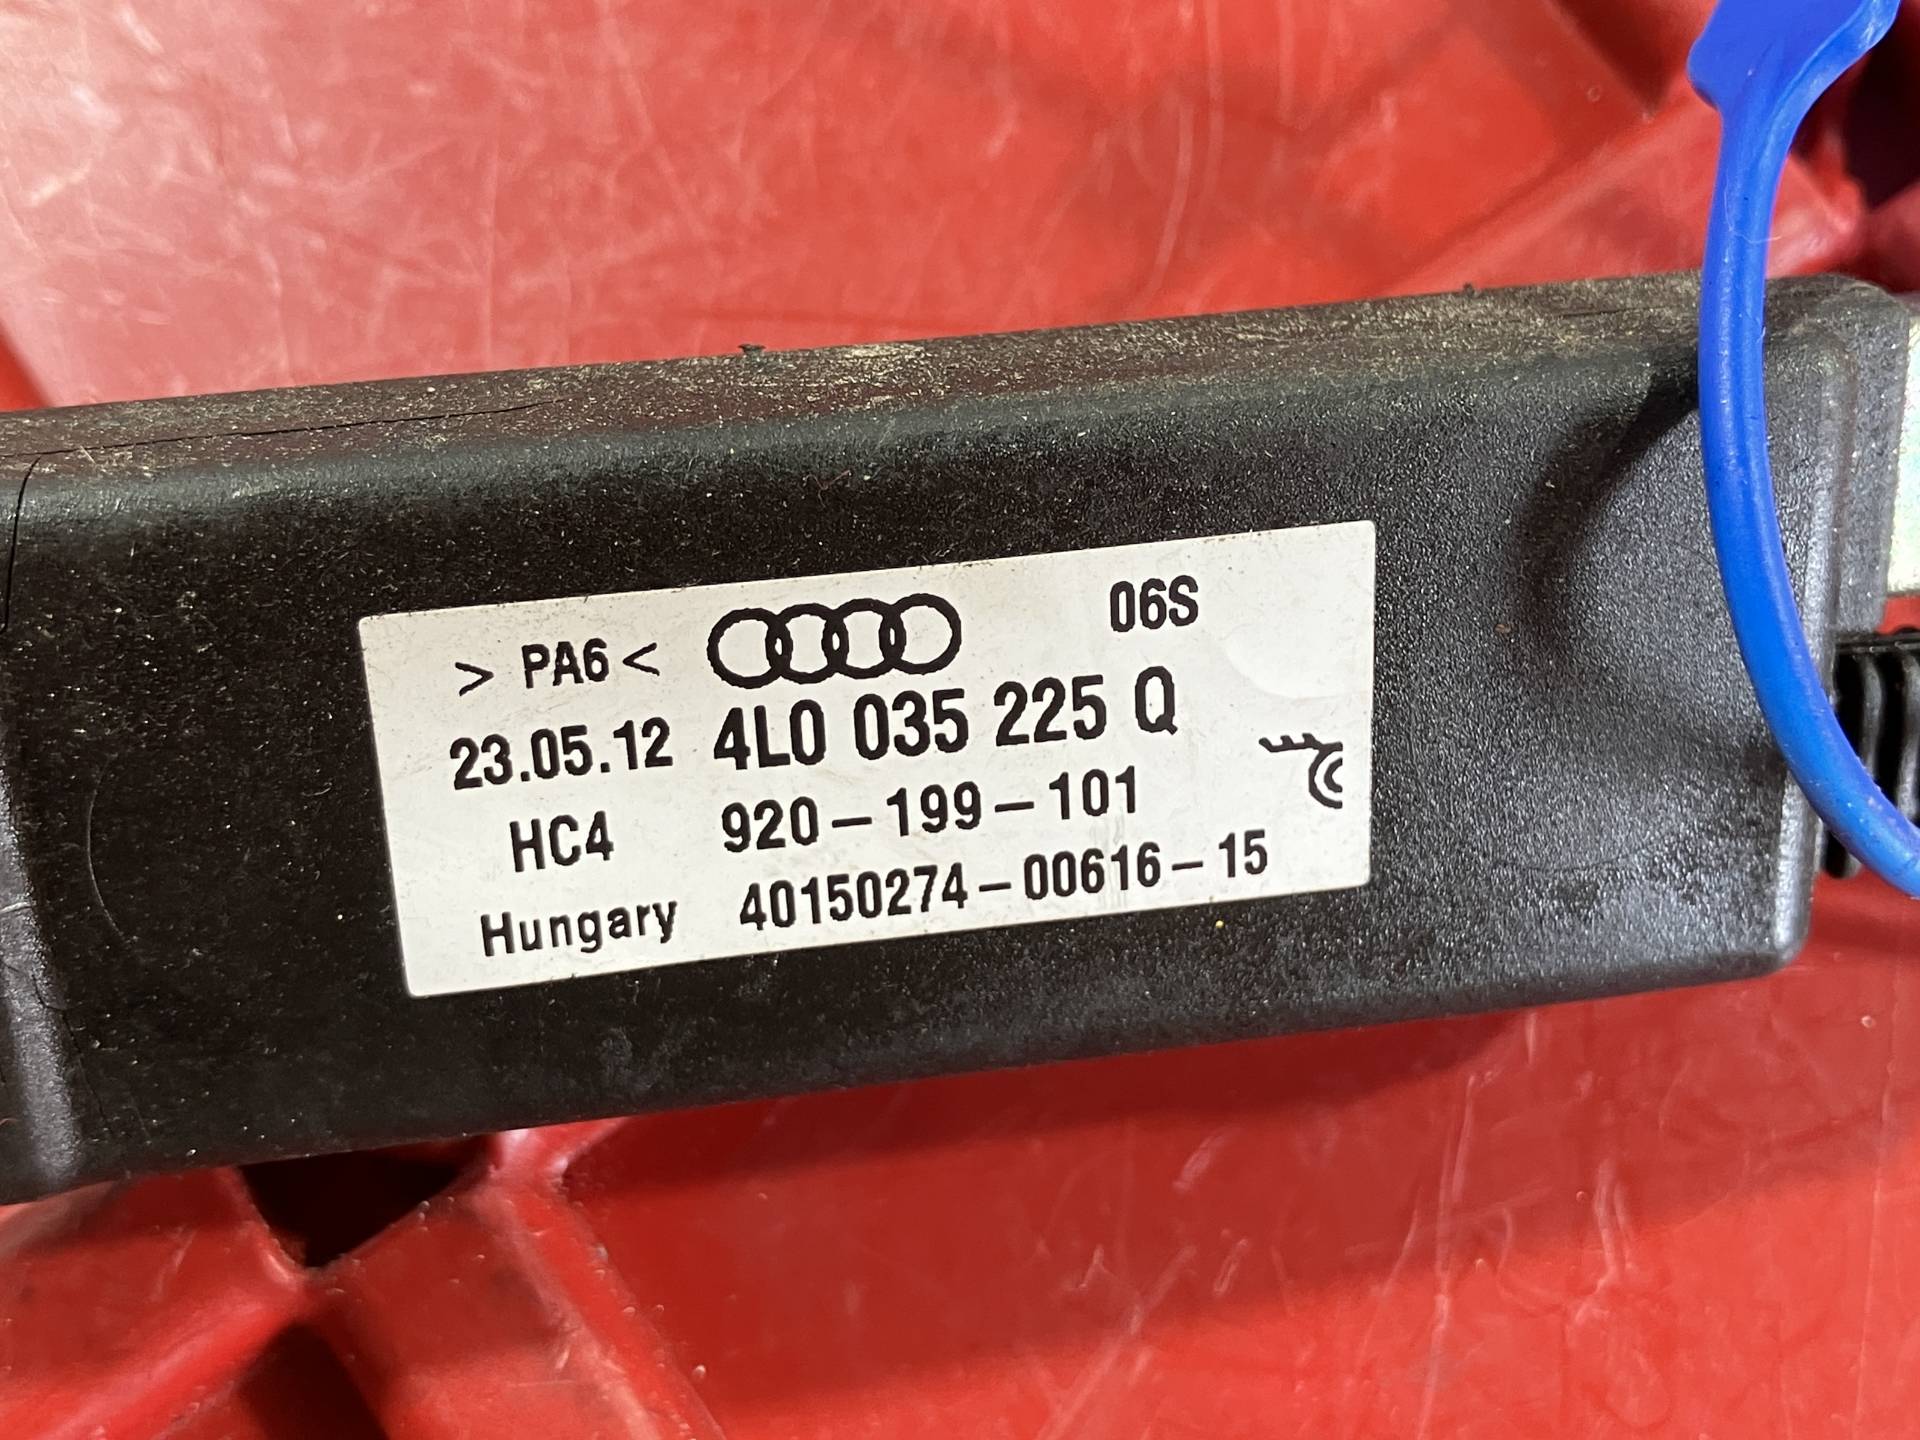 > PA6 < 06S
23.05.12 4L0 035 225 Q
HC4 920-199-101
Hungary 40150274-00616-15